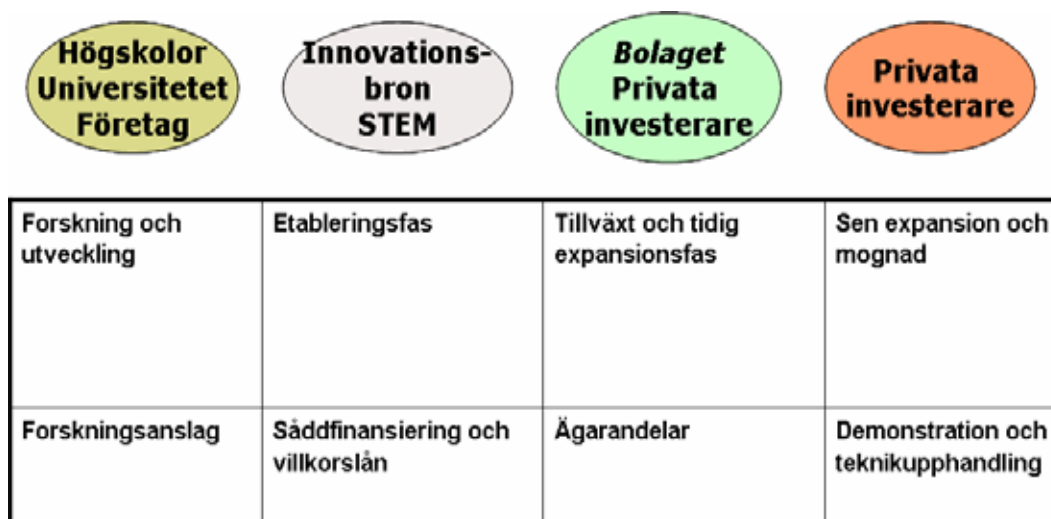 Högskolor
Universitetet
Företag
Innovations-
bron
STEM
Bolaget
Privata
investerare
Privata
investerare
Forskning och
utveckling
Etableringsfas
Tillväxt och tidig
expansionsfas
Sen expansion och
mognad
Forskningsanslag
Såddfinansiering och
villkorslån
Ägarandelar
Demonstration och
teknikupphandling